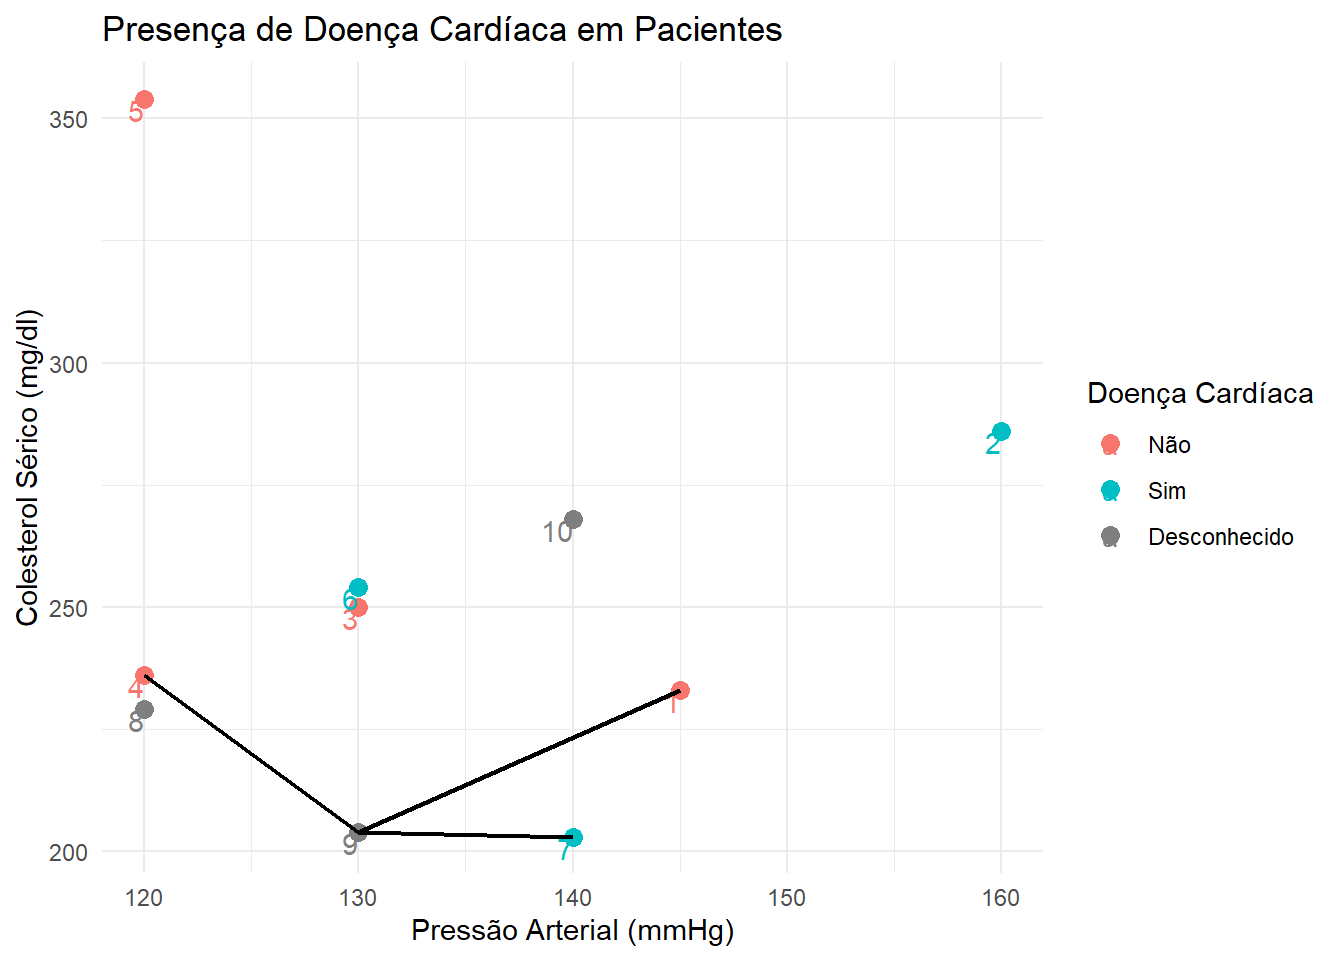 Presença de Doença Cardíaca em Pacientes
Colesterol Sérico (mg/dl)
350
300
250
200
5
2
10
6
3
4
8
1
9
7
120 130 140 150 160
Pressão Arterial (mmHg)
Doença Cardíaca
a Não
a Sim
a Desconhecido